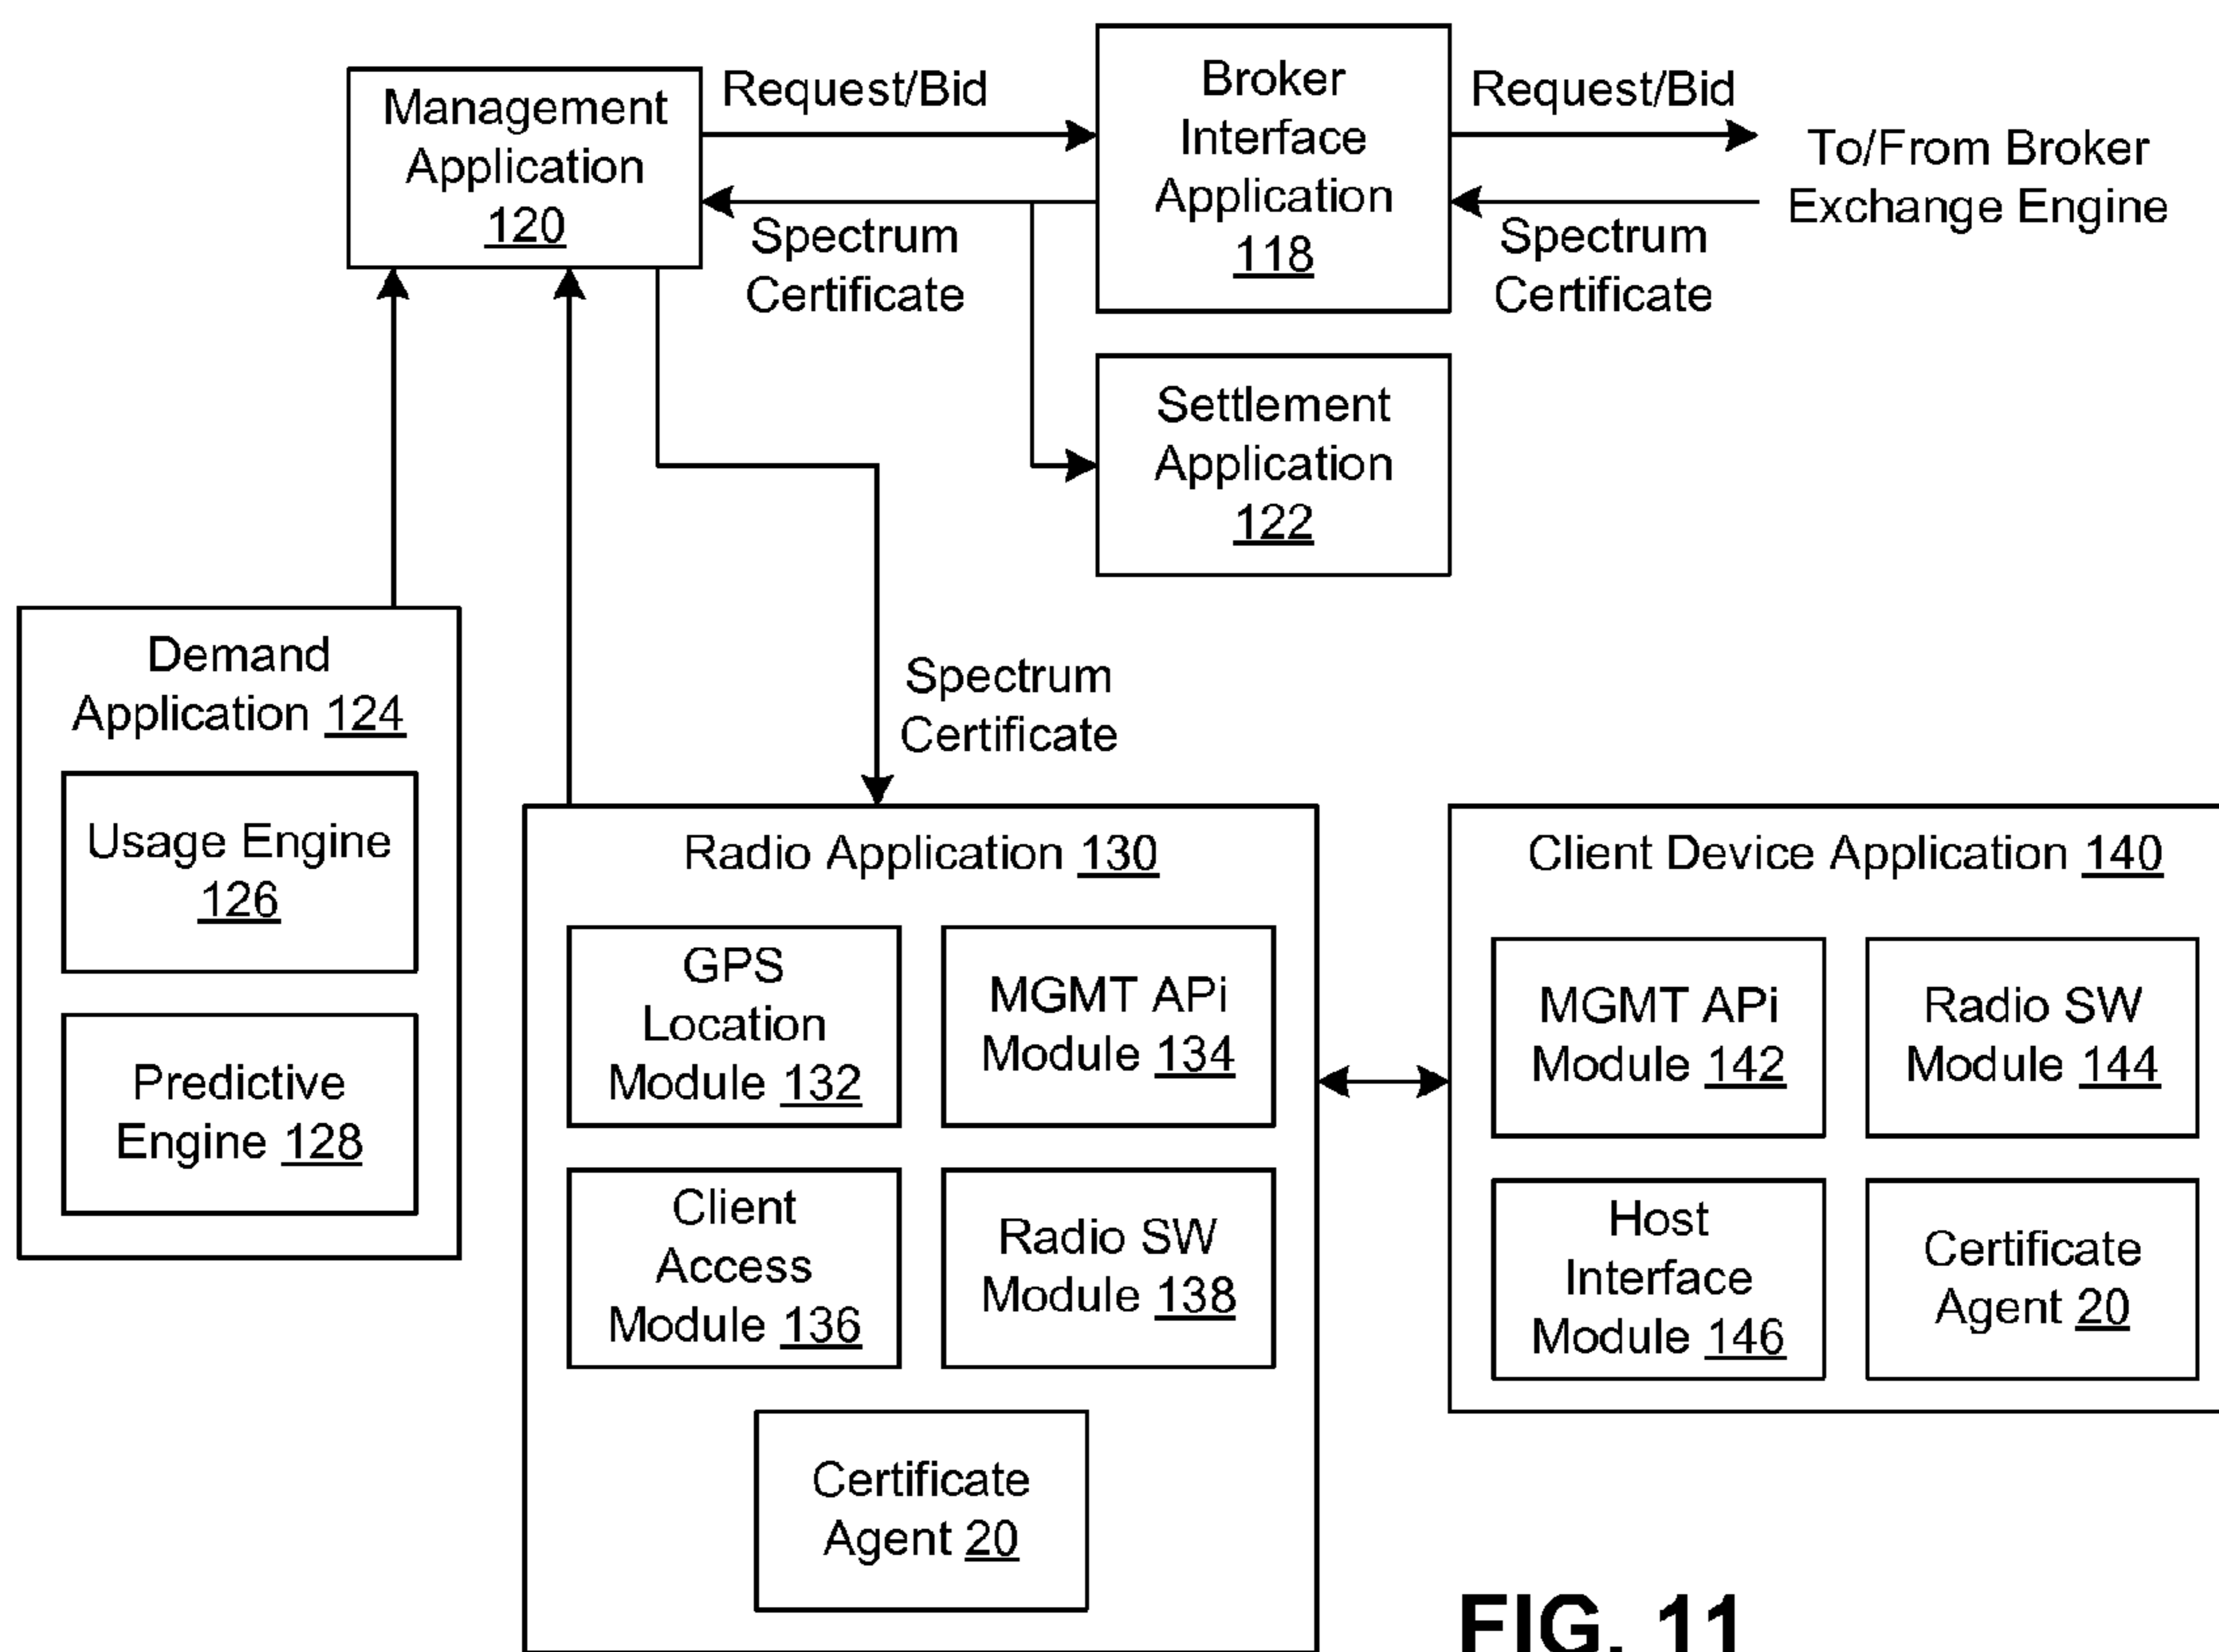 Management
Application
120
Request/Bid
Broker
Interface
Application
118
Request/Bid
To/From Broker
Exchange Engine
Spectrum
Certificate
Spectrum
Certificate
Settlement
Application
122
Demand
Application 124
Usage Engine
126
Predictive
Engine 128
Spectrum
Certificate
Radio Application 130
GPS
Location
Module 132
MGMT APi
Module 134
Client
Access
Module 136
Radio SW
Module 138
Certificate
Agent 20
Client Device Application 140
MGMT APi
Module 142
Radio SW
Module 144
Host
Interface
Module 146
Certificate
Agent 20
FIG. 11